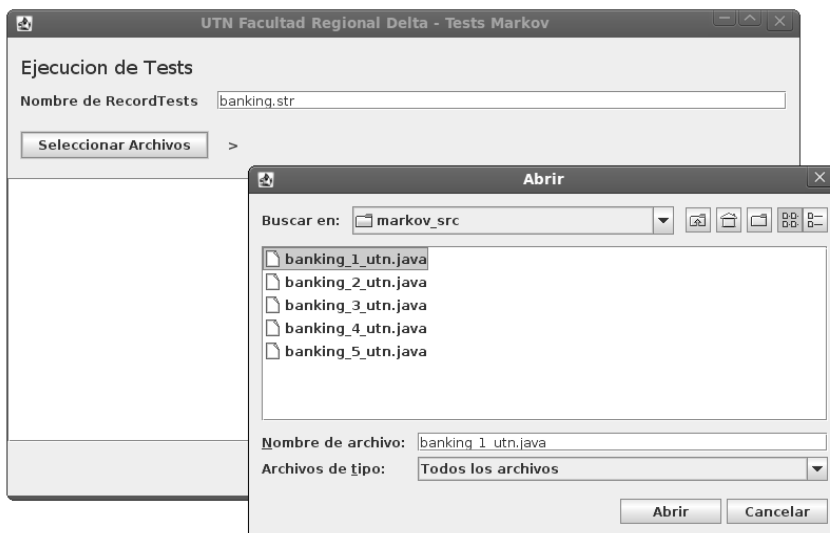 UTN Facultad Regional Delta - Tests Markov
Ejecucion de Tests
Nombre de RecordTests banking.str
Seleccionar Archivos >
Abrir
Buscar en: markov_src
banking_1_utn.java
banking_2_utn.java
banking_3_utn.java
banking_4_utn.java
banking_5_utn.java
Nombre de archivo: banking_1_utn.java
Archivos de tipo: Todos los archivos
Abrir Cancelar